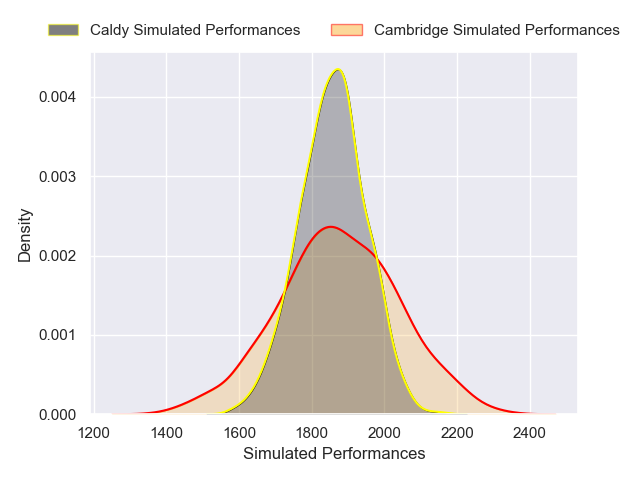 Caldy Simulated Performances
Cambridge Simulated Performances
0.004
0.003
0.002
0.001
0.000
Density
1200 1400 1600 1800 2000 2200 2400
Simulated Performances